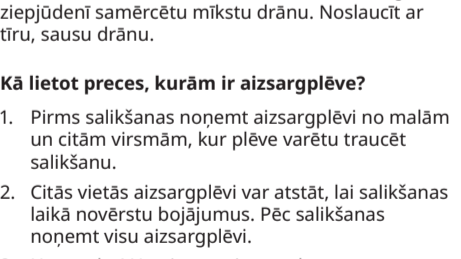 ziepjūdenī samērcētu mīkstu drānu. Noslaucīt ar
tīru, sausu drānu.
Kā lietot preces, kurām ir aizsargplēve?
1. Pirms salikšanas noņemt aizsargplēvi no malām
un citām virsmām, kur plēve varētu traucēt
salikšanu.
2. Citās vietās aizsargplēvi var atstāt, lai salikšanas
laikā novērstu bojājumus. Pēc salikšanas
noņemt visu aizsargplēvi.